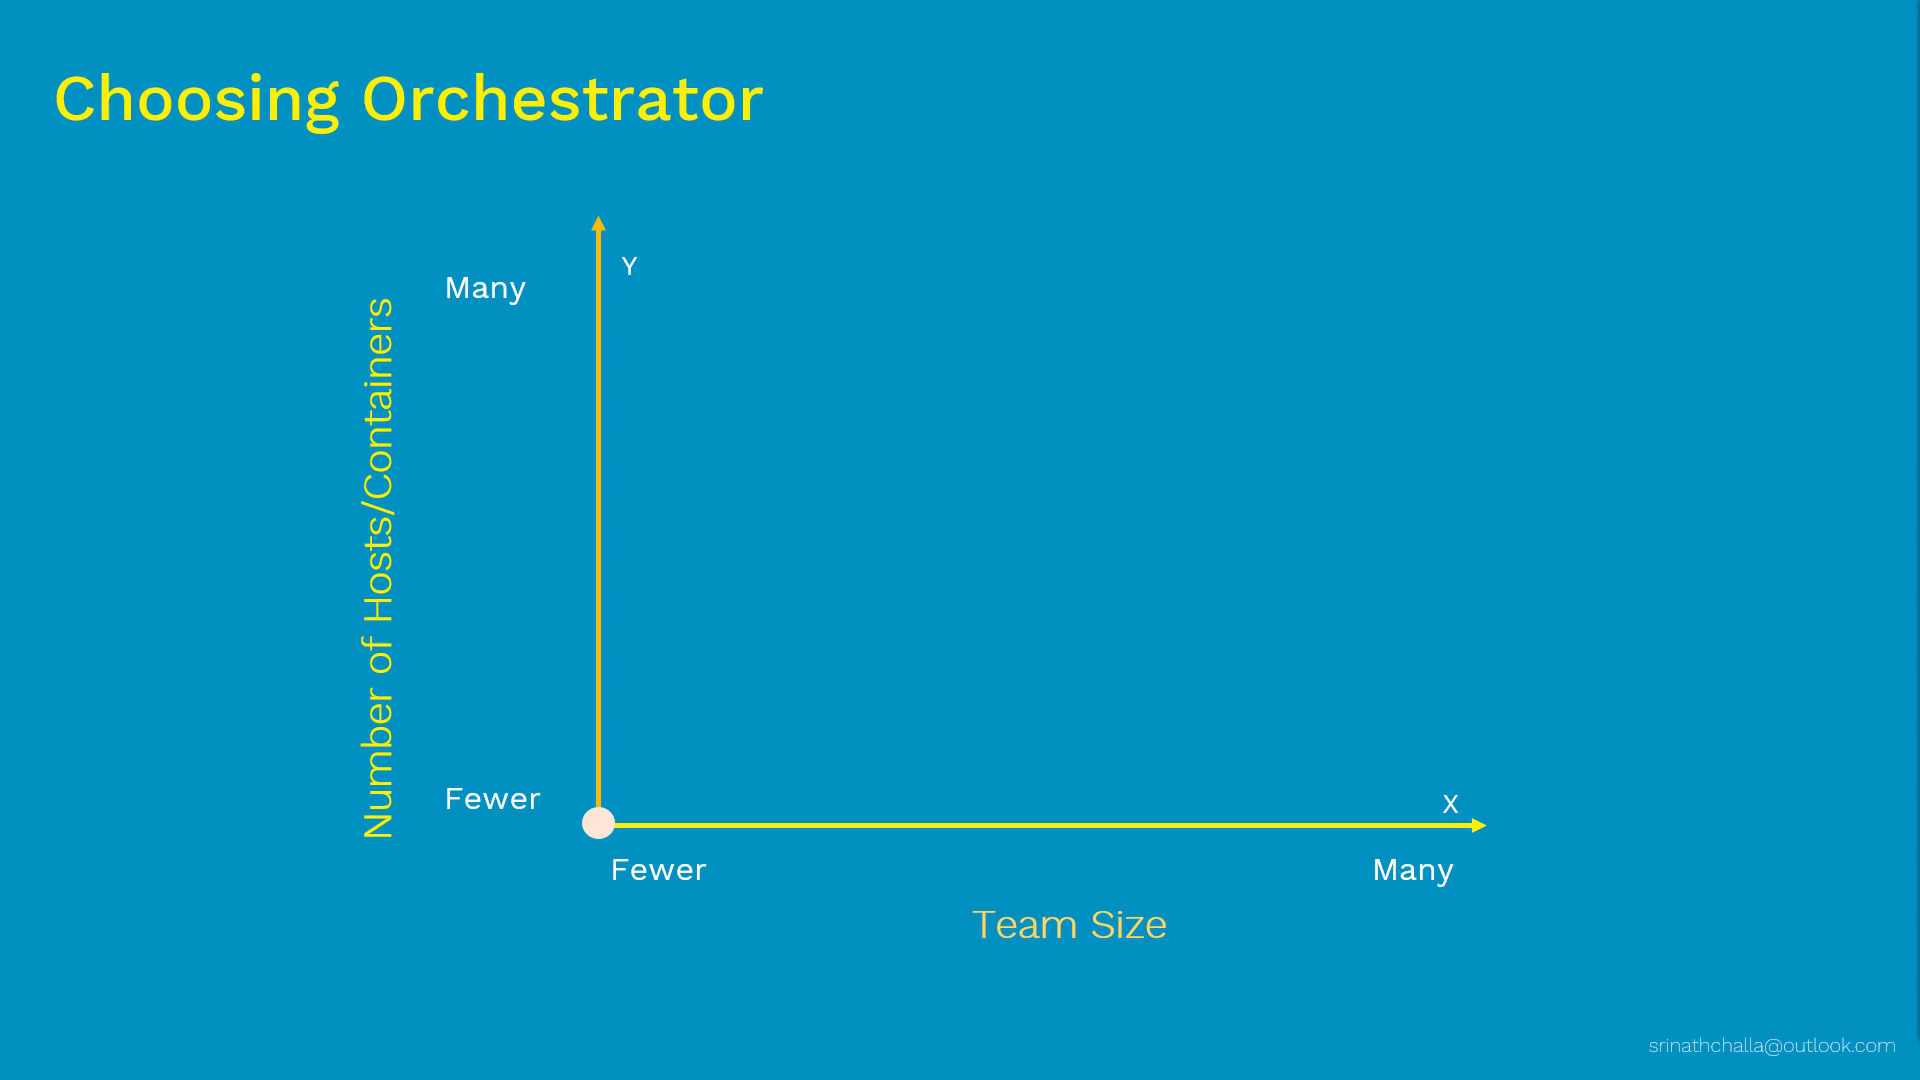 Choosing Orchestrator
Y
Many
Number of Hosts/Containers
Fewer
X
Fewer
Many
Team Size
srinathchalla@outlook.com